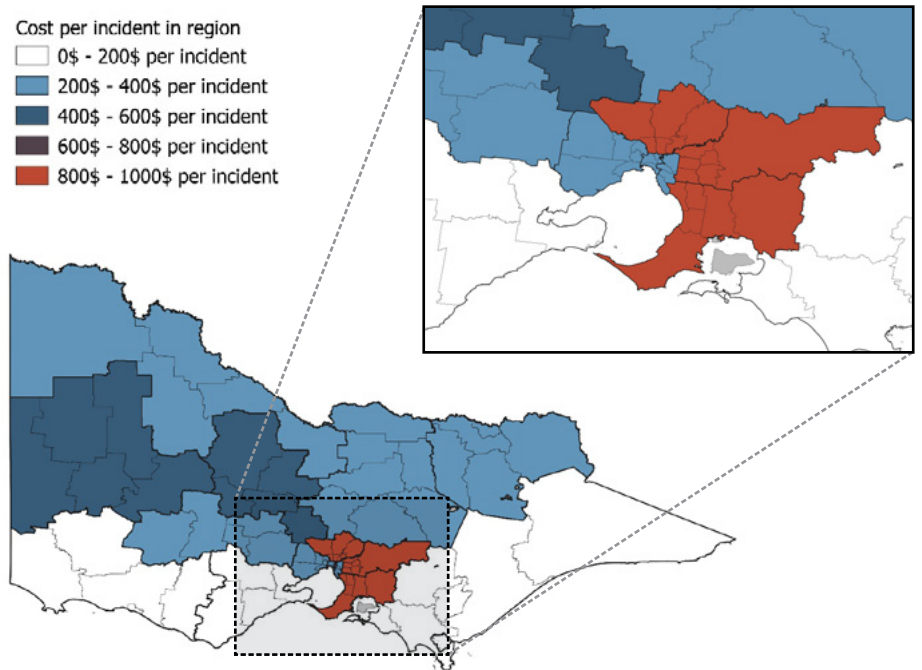 Cost per incident in region
0$ - 200$ per incident
200$ - 400$ per incident
400$ - 600$ per incident
600$ - 800$ per incident
800$ - 1000$ per incident